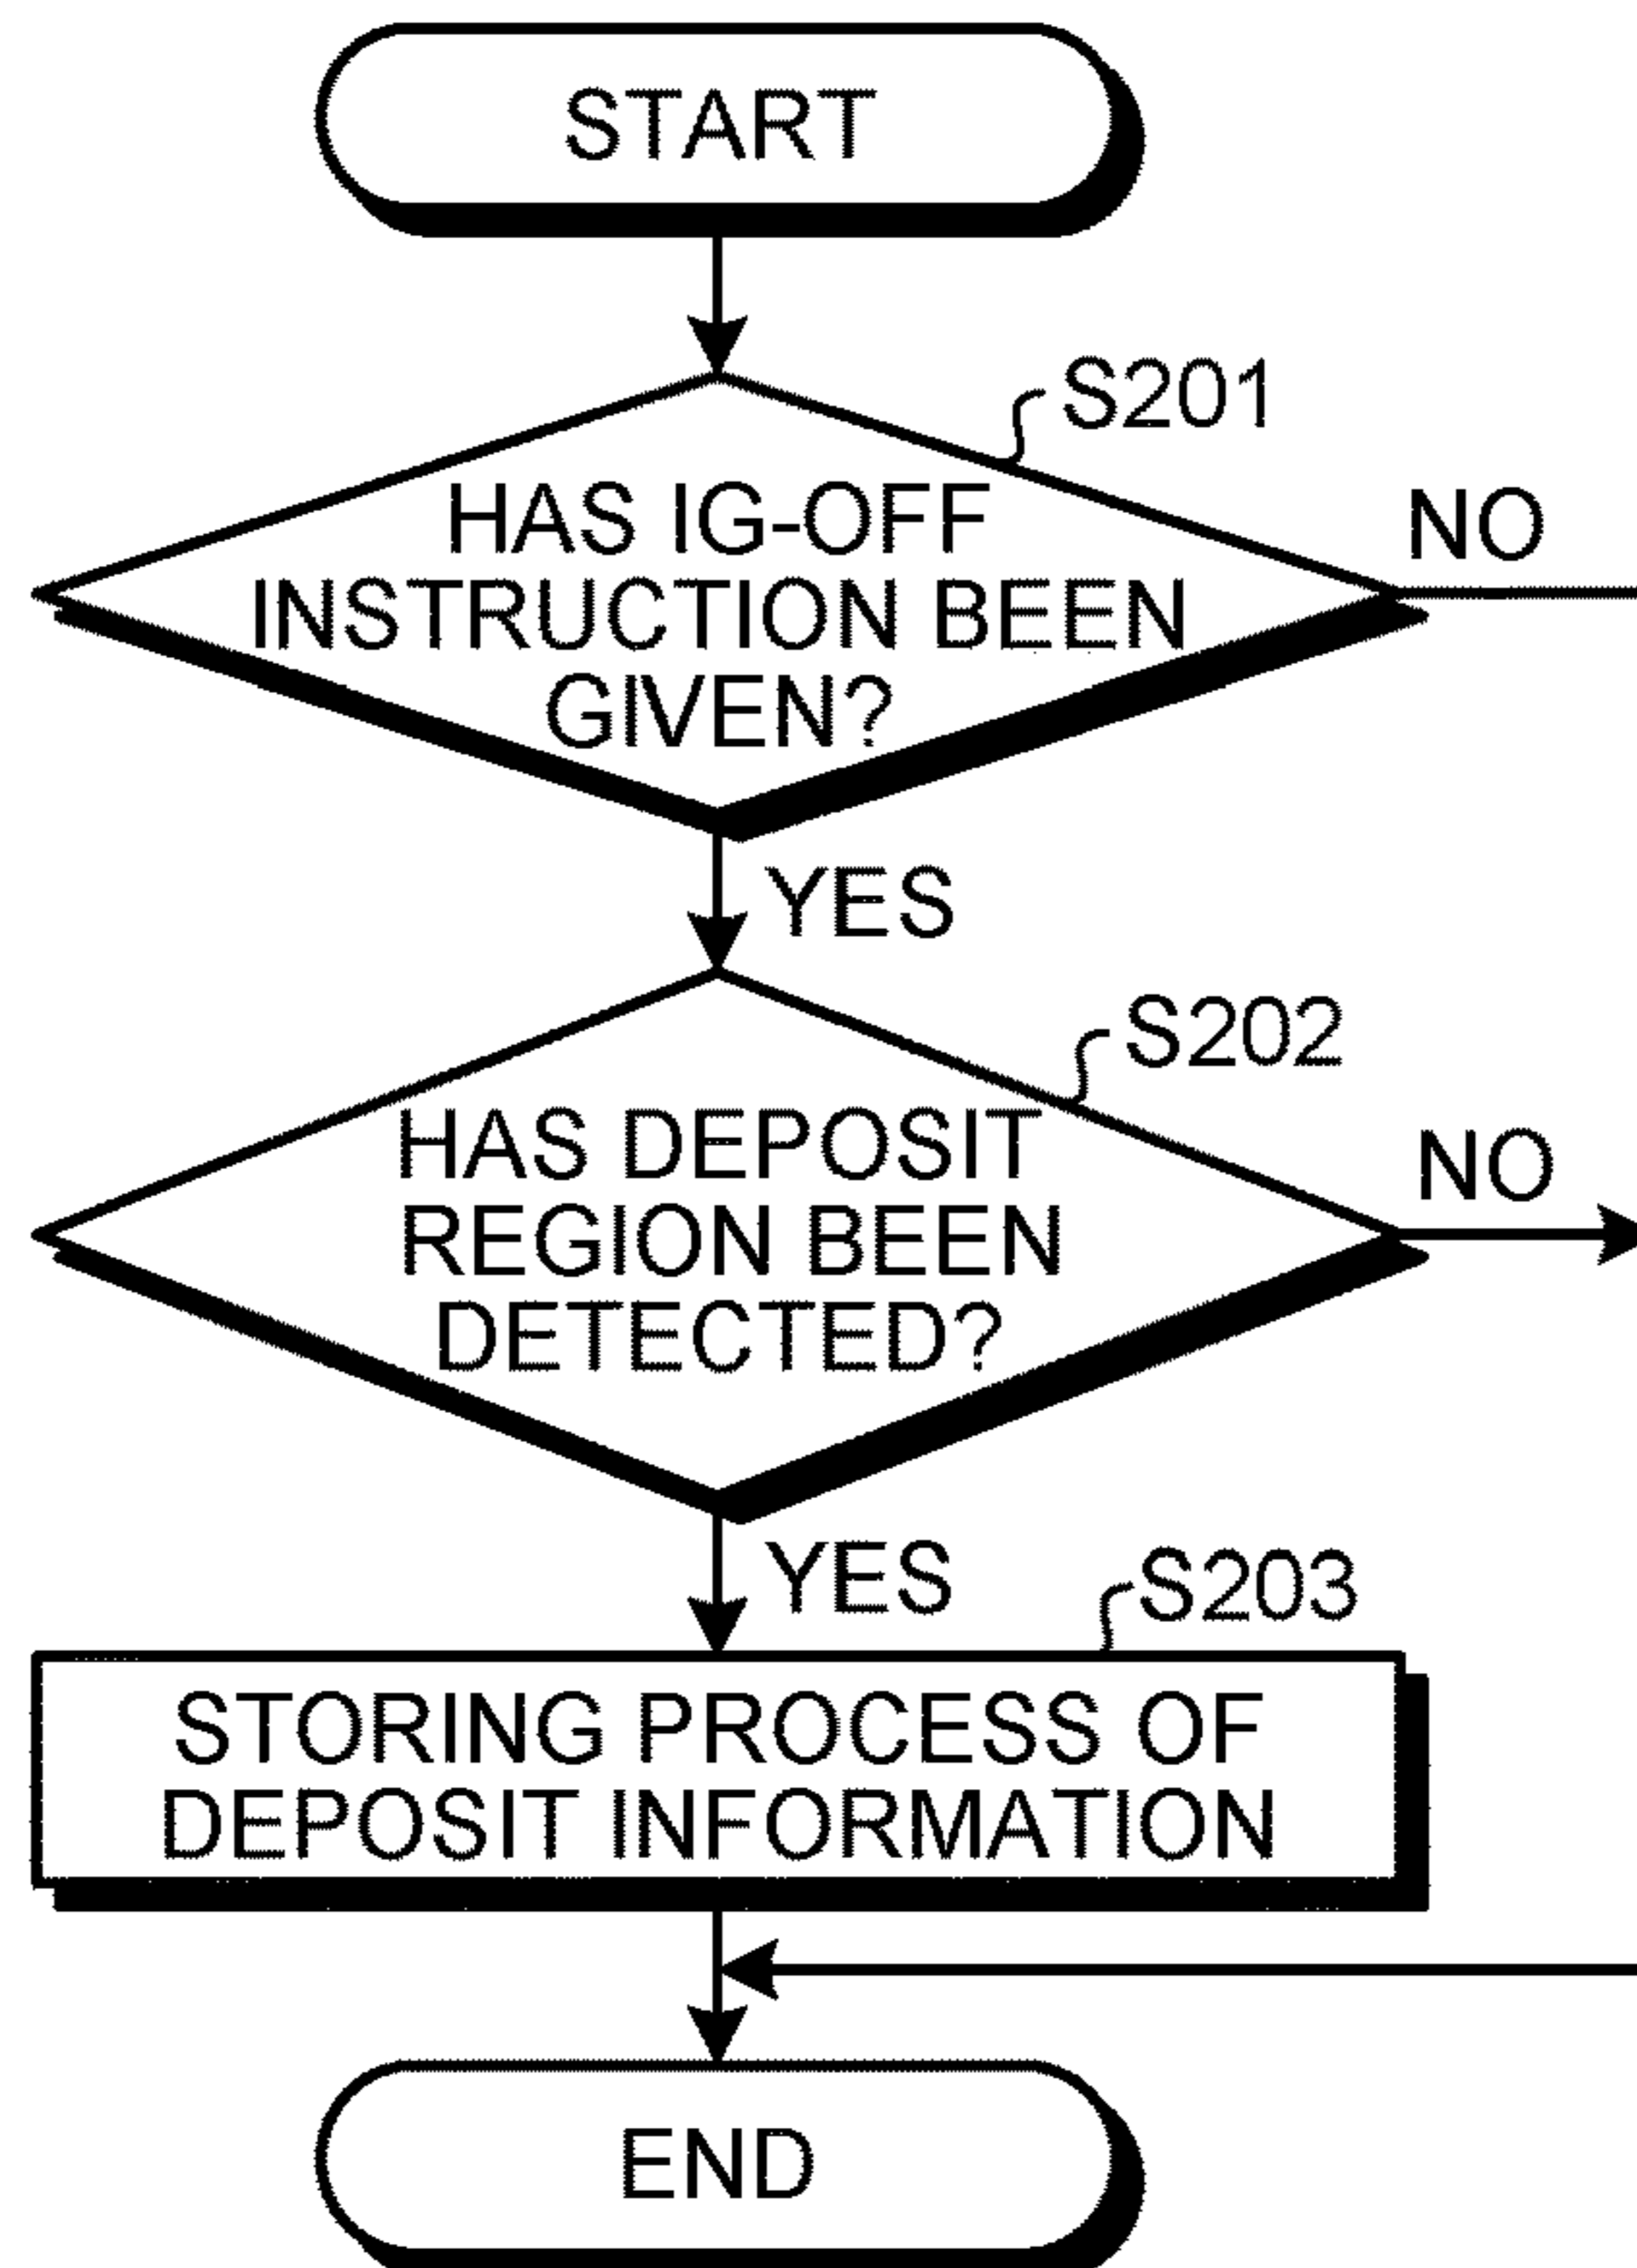 START
S201
HAS IG-OFF
INSTRUCTION BEEN
GIVEN?
NO
YES
S202
HAS DEPOSIT
REGION BEEN
DETECTED?
NO
YES
S203
STORING PROCESS OF
DEPOSIT INFORMATION
END